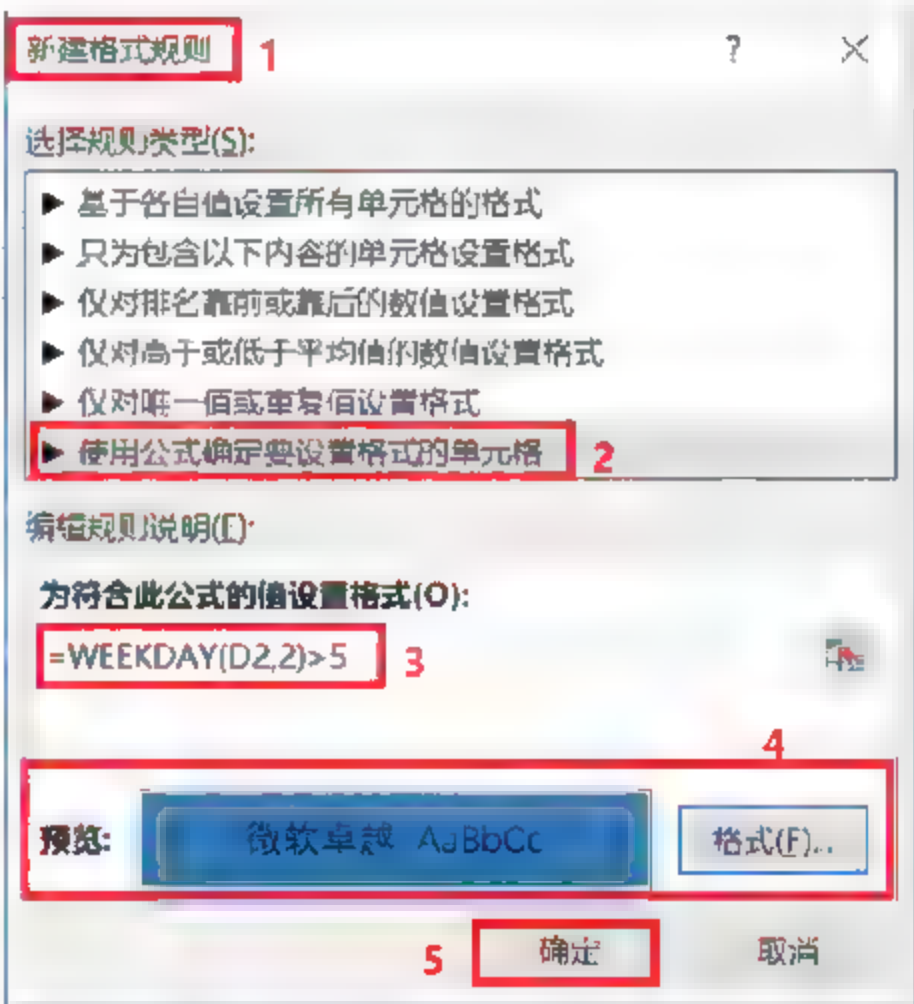 新建格式规则 1 ?
选择规则类型(S):
▶ 基于各自值设置所有单元格的格式
▶ 只为包含以下内容的单元格设置格式
▶ 仅对排名靠前或靠后的数值设置格式
▶ 仅对高于或低于平均值的数值设置格式
▶ 仅对唯一值或重复值设置格式
▶ 使用公式确定要设置格式的单元格 2
编辑规则说明(E):
为符合此公式的值设置格式(O):
=WEEKDAY(D2,2)>5 3
4
预览: 微软卓越 AaBbCc 格式(F)...
5 确定 取消